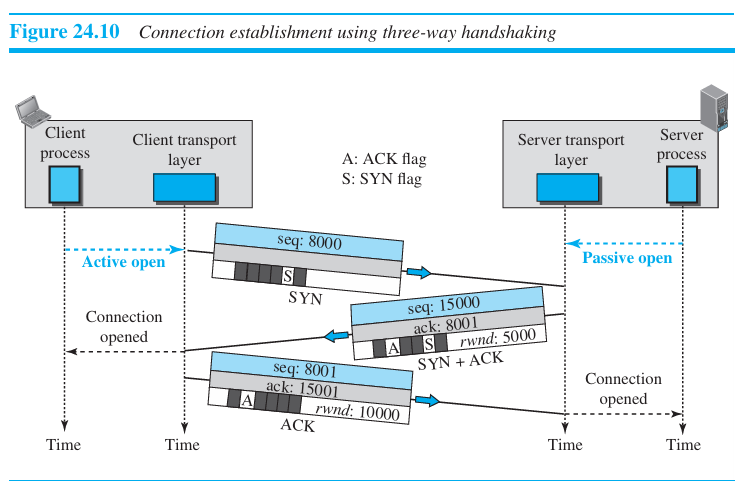 Figure 24.10 Connection establishment using three-way handshaking
Client
process
Client transport
layer
A: ACK flag
S: SYN flag
Server transport
layer
Server
process
Active open
seq: 8000
S
SYN
Passive open
seq: 15000
ack: 8001
A S rwnd: 5000
SYN + ACK
Connection
opened
seq: 8001
ack: 15001
A rwnd: 10000
ACK
Connection
opened
Time Time Time Time